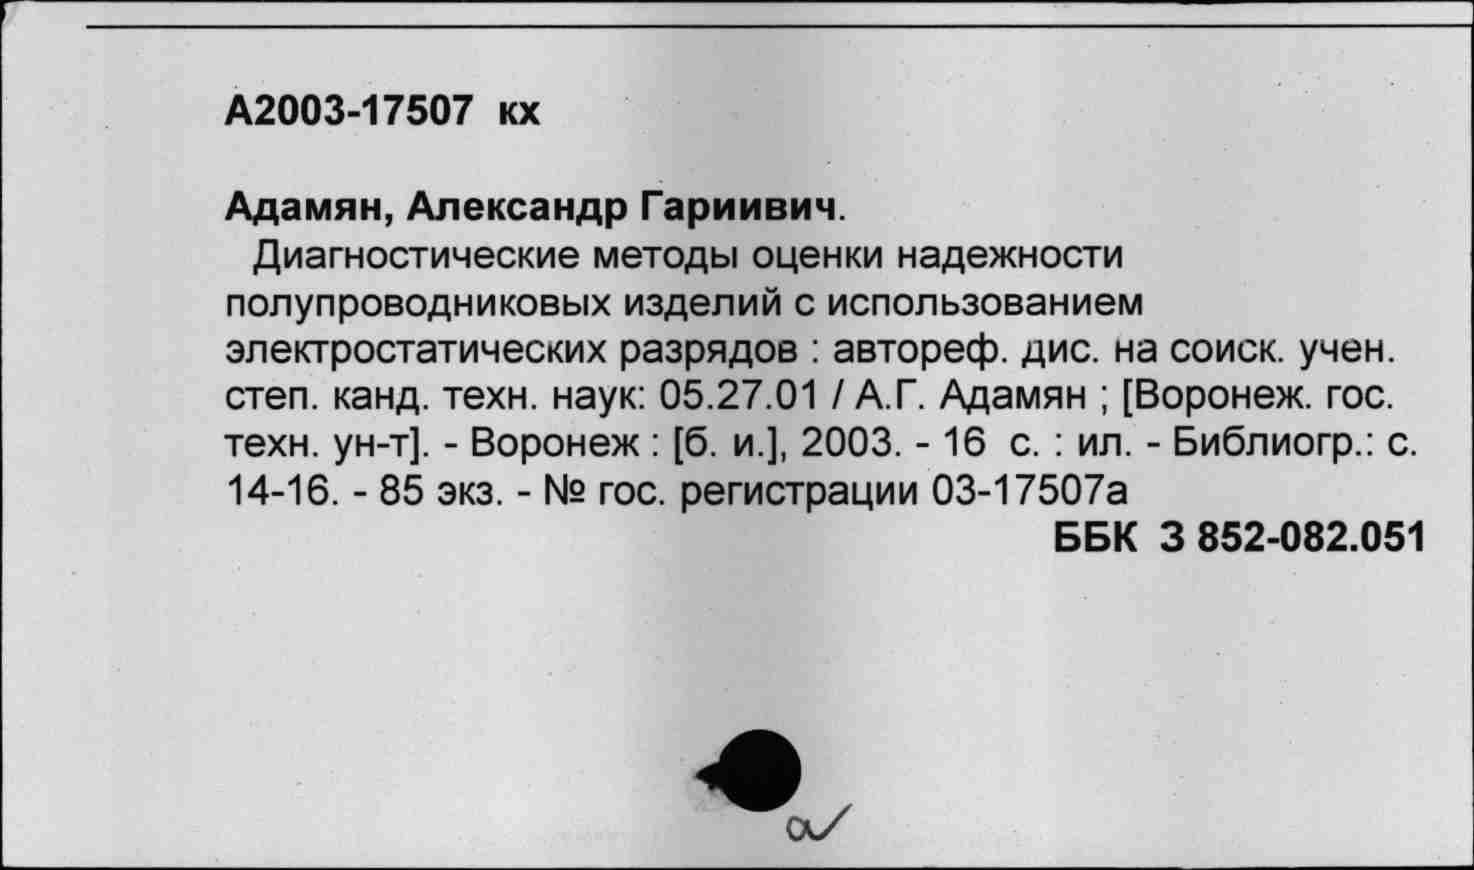 А2003-17507 кх
Адамян, Александр Гариивич.
Диагностические методы оценки надежности
полупроводниковых изделий с использованием
электростатических разрядов : автореф. дис. на соиск. учен.
степ. канд. техн. наук: 05.27.01 / А.Г. Адамян ; [Воронеж. гос.
техн. ун-т]. - Воронеж : [б. и.], 2003. - 16 с. : ил. - Библиогр.: с.
14-16. - 85 экз. - № гос. регистрации 03-17507а
ББК З 852-082.051